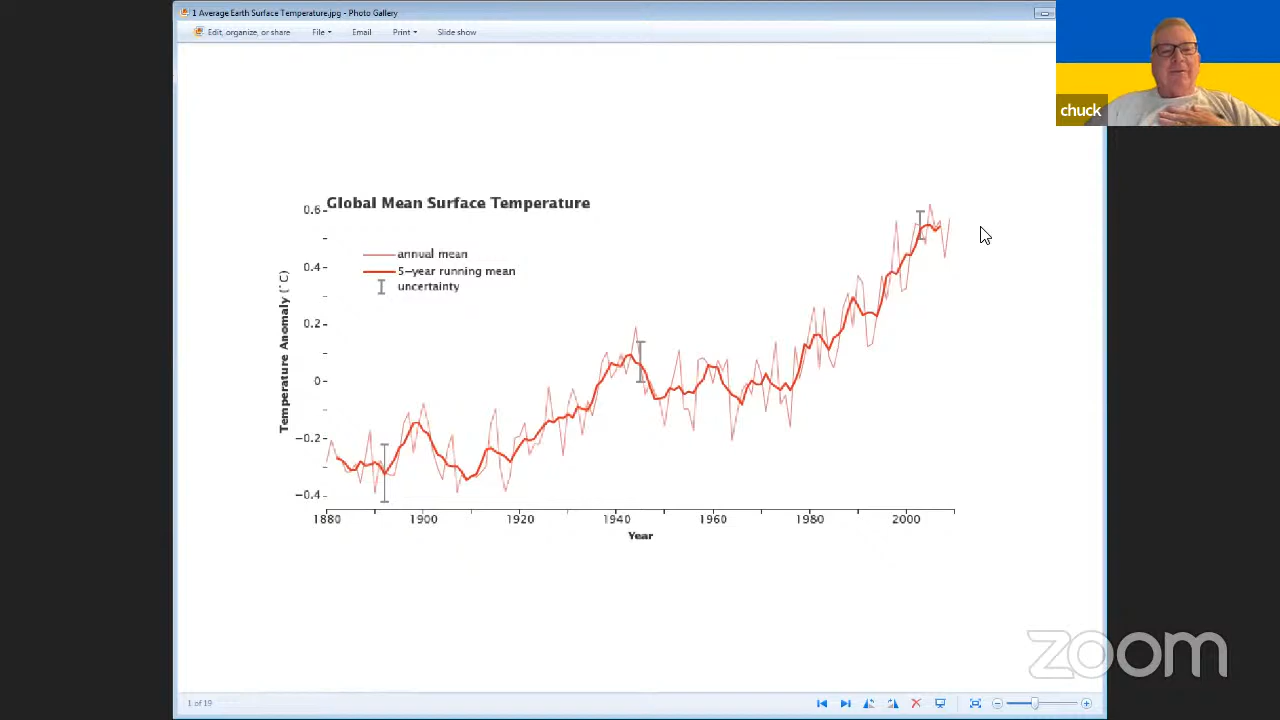 1 Average Earth Surface Temperature.jpg - Photo Gallery
Edit, organize, or share File Email Print Slide show
chuck
Global Mean Surface Temperature
annual mean
5-year running mean
uncertainty
0.6
0.4
0.2
0
-0.2
-0.4
Temperature Anomaly (°C)
1880 1900 1920 1940 1960 1980 2000
Year
zoom
1 of 19